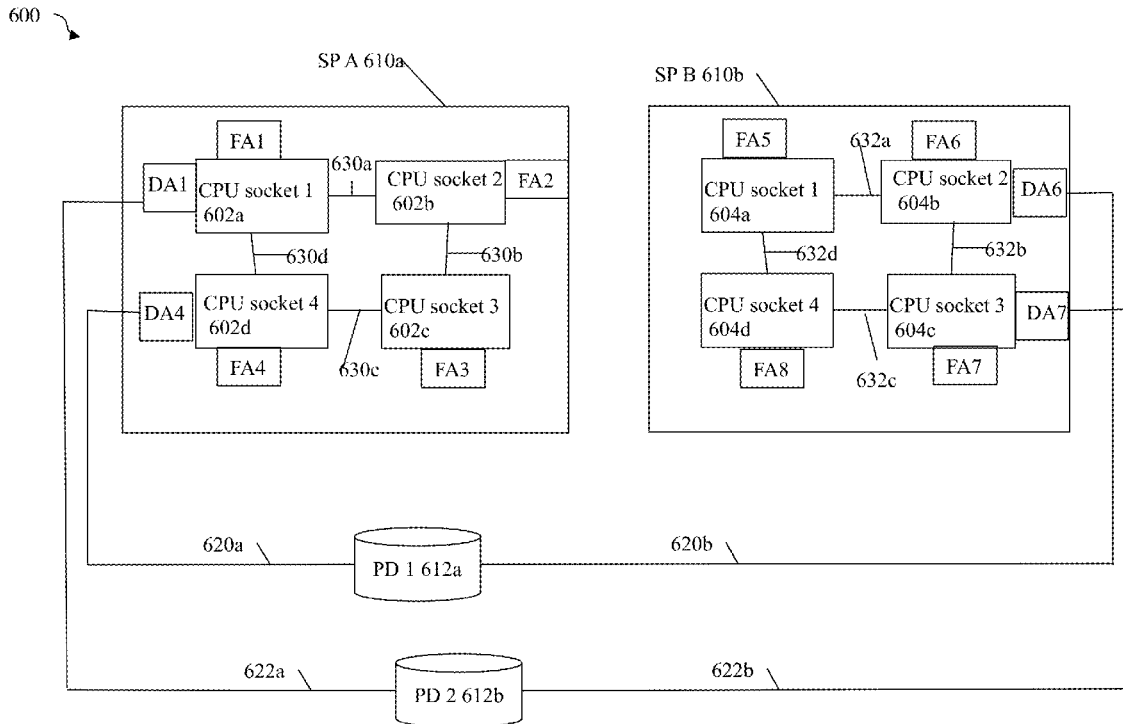 600
SP A 610a
SP B 610b
FA1
630a
DA1
CPU socket 1
602a
CPU socket 2
602b
FA2
630d
630b
DA4
CPU socket 4
602d
CPU socket 3
602c
FA4
630c
FA3
FA5
632a
FA6
CPU socket 1
604a
CPU socket 2
604b
DA6
632d
632b
CPU socket 4
604d
CPU socket 3
604c
DA7
FA8
632c
FA7
620a
PD 1 612a
620b
622a
PD 2 612b
622b